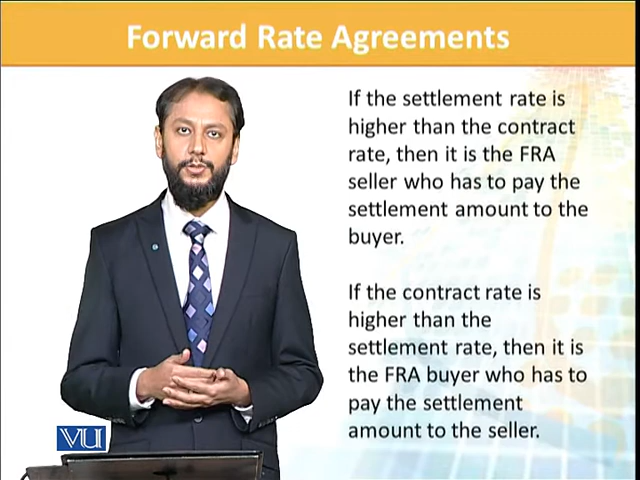 Forward Rate Agreements
If the settlement rate is
higher than the contract
rate, then it is the FRA
seller who has to pay the
settlement amount to the
buyer.
If the contract rate is
higher than the
settlement rate, then it is
the FRA buyer who has to
pay the settlement
amount to the seller.
VU